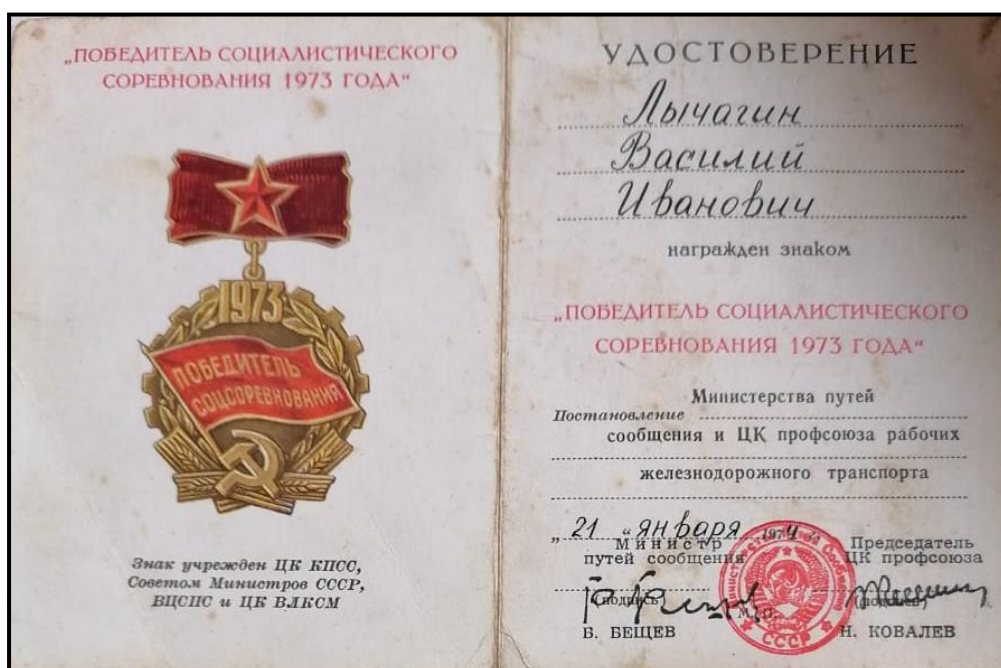 „ПОБЕДИТЕЛЬ СОЦИАЛИСТИЧЕСКОГО
СОРЕВНОВАНИЯ 1973 ГОДА“
1973
ПОБЕДИТЕЛЬ
СОЦСОРЕВНОВАНИЯ
Знак учрежден ЦК КПСС,
Советом Министров СССР,
ВЦСПС и ЦК ВЛКСМ
УДОСТОВЕРЕНИЕ
Лычагин
Василий
Иванович
награжден знаком
„ПОБЕДИТЕЛЬ СОЦИАЛИСТИЧЕСКОГО
СОРЕВНОВАНИЯ 1973 ГОДА“
Министерства путей
Постановление
сообщения и ЦК профсоюза рабочих
железнодорожного транспорта
„21 “ января 1974
Министр
путей сообщения
Председатель
ЦК профсоюза
(подпись)
М.П.
(подпись)
СССР
В. БЕЩЕВ
Н. КОВАЛЕВ